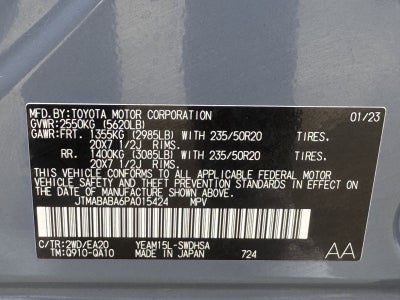 MFD.BY:TOYOTA MOTOR CORPORATION 01/23
GVWR:2550KG (5620LB)
GAWR:FRT. 1355KG (2985LB) WITH 235/50R20 TIRES.
20X7 1/2J RIMS.
RR. 1400KG (3085LB) WITH 235/50R20 TIRES.
20X7 1/2J RIMS.
THIS VEHICLE CONFORMS TO ALL APPLICABLE FEDERAL MOTOR
VEHICLE SAFETY STANDARDS IN EFFECT ON THE DATE OF
MANUFACTURE SHOWN ABOVE.
JTMABABA6PA015424 MPV
C/TR:2WD/EA20 YEAM15L-SWDHSA AA
TM:Q910-QA10 MADE IN JAPAN 724